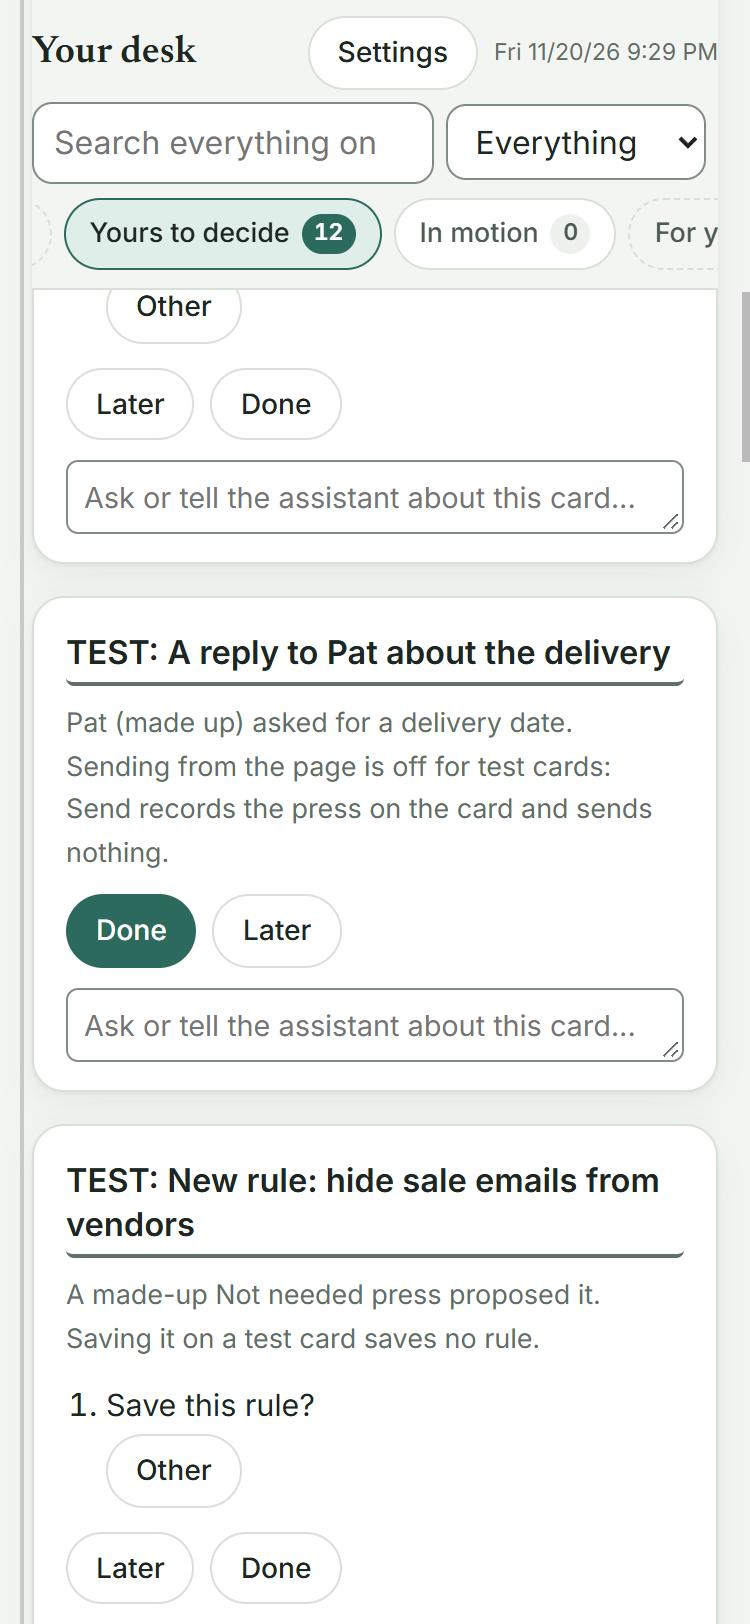 Your desk
Settings
Fri 11/20/26 9:29 PM
Search everything on
Everything
Yours to decide 12
In motion 0
For y
Other
Later
Done
Ask or tell the assistant about this card...
TEST: A reply to Pat about the delivery
Pat (made up) asked for a delivery date.
Sending from the page is off for test cards:
Send records the press on the card and sends
nothing.
Done
Later
Ask or tell the assistant about this card...
TEST: New rule: hide sale emails from
vendors
A made-up Not needed press proposed it.
Saving it on a test card saves no rule.
1. Save this rule?
Other
Later
Done